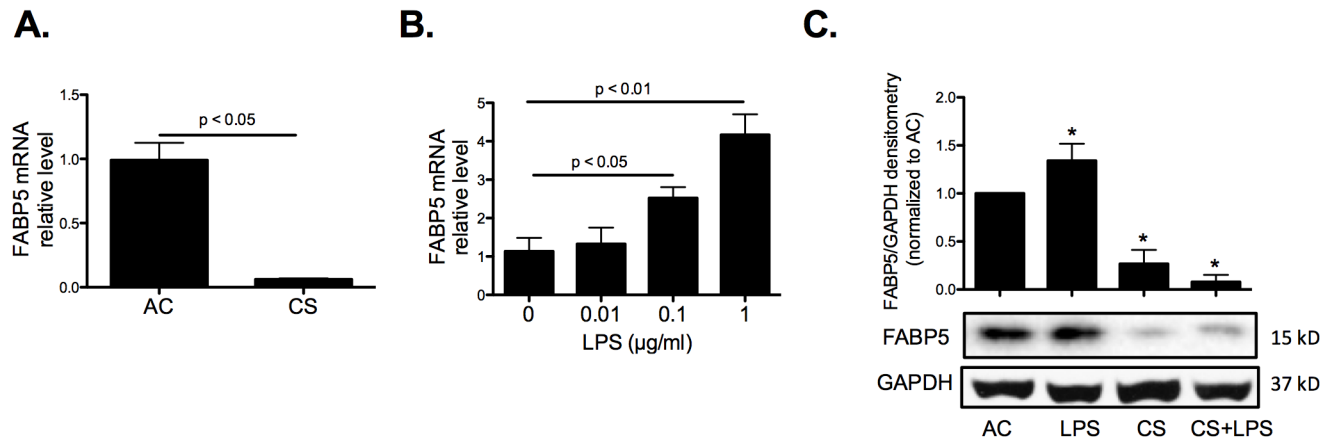 A.
FABP5 mRNA
relative level
1.5
1.0
0.5
0.0
p < 0.05
AC
CS
B.
FABP5 mRNA
relative level
5
4
3
2
1
0
p < 0.01
p < 0.05
0
0.01
0.1
1
LPS (µg/ml)
C.
FABP5/GAPDH densitometry
(normalized to AC)
2.0
1.5
1.0
0.5
0.0
*
*
*
FABP5
15 kD
GAPDH
37 kD
AC
LPS
CS
CS+LPS